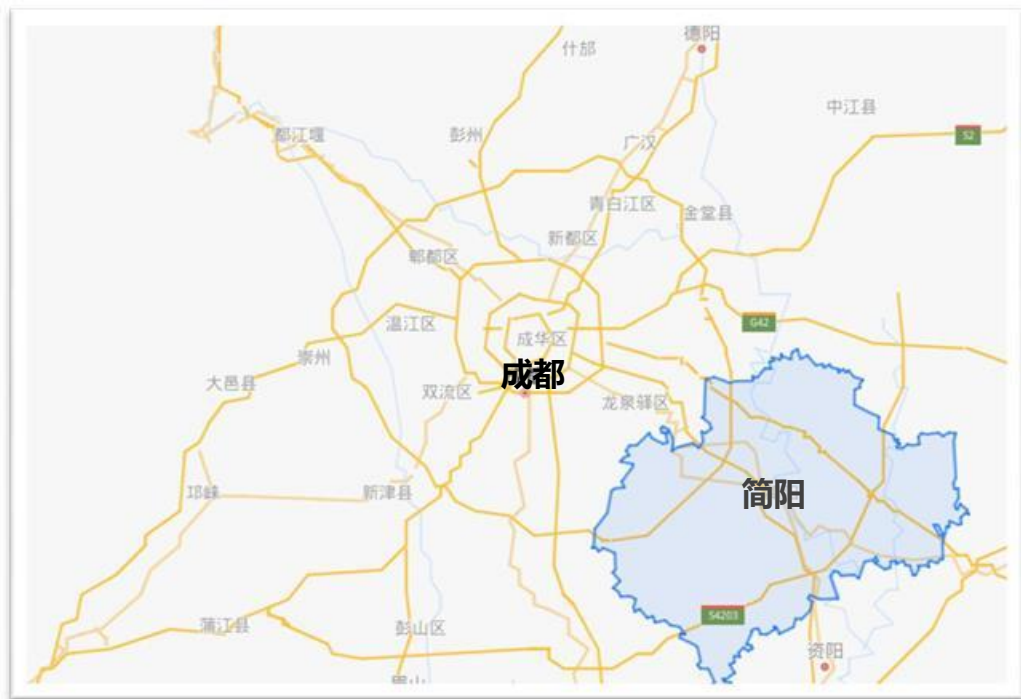 德阳
什邡
中江县
都江堰
彭州
广汉
S2
青白江区
金堂县
新都区
郫都区
温江区
成华区
G42
崇州
成都
大邑县
双流区
龙泉驿区
邛崃
新津县
简阳
S4203
蒲江县
彭山区
资阳